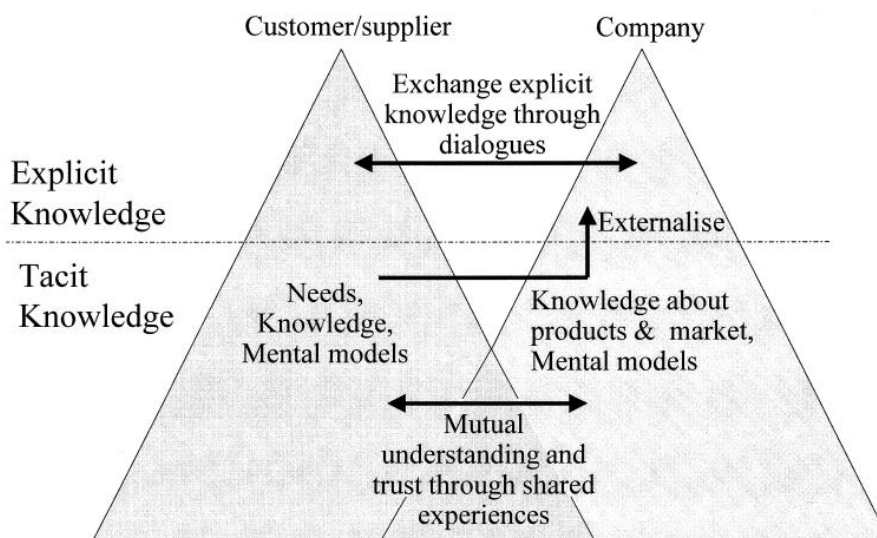 Customer/supplier
Company
Exchange explicit
knowledge through
dialogues
Explicit
Knowledge
Externalise
Tacit
Knowledge
Needs,
Knowledge,
Mental models
Knowledge about
products & market,
Mental models
Mutual
understanding and
trust through shared
experiences